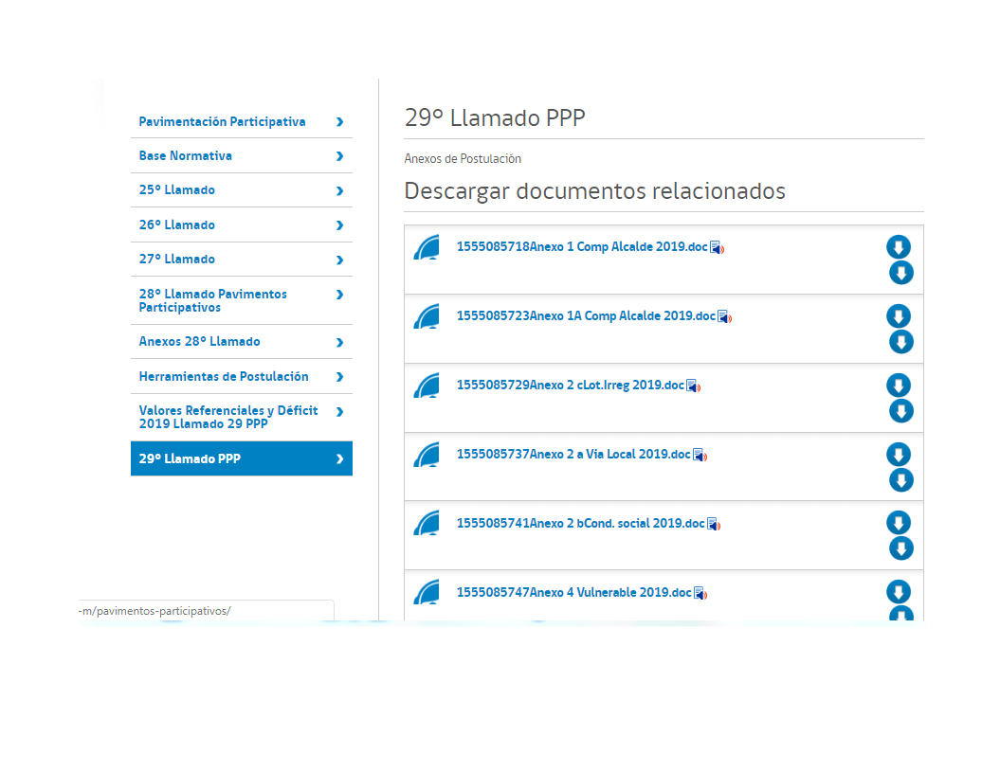 Pavimentación Participativa
Base Normativa
25° Llamado
26° Llamado
27° Llamado
28° Llamado Pavimentos
Participativos
Anexos 28° Llamado
Herramientas de Postulación
Valores Referenciales y Déficit
2019 Llamado 29 PPP
29° Llamado PPP
-m/pavimentos-participativos/
29° Llamado PPP
Anexos de Postulación
Descargar documentos relacionados
1555085718Anexo 1 Comp Alcalde 2019.doc
1555085723Anexo 1A Comp Alcalde 2019.doc
1555085729Anexo 2 cLot.Irreg 2019.doc
1555085737Anexo 2 a Via Local 2019.doc
1555085741Anexo 2 bCond. social 2019.doc
1555085747Anexo 4 Vulnerable 2019.doc